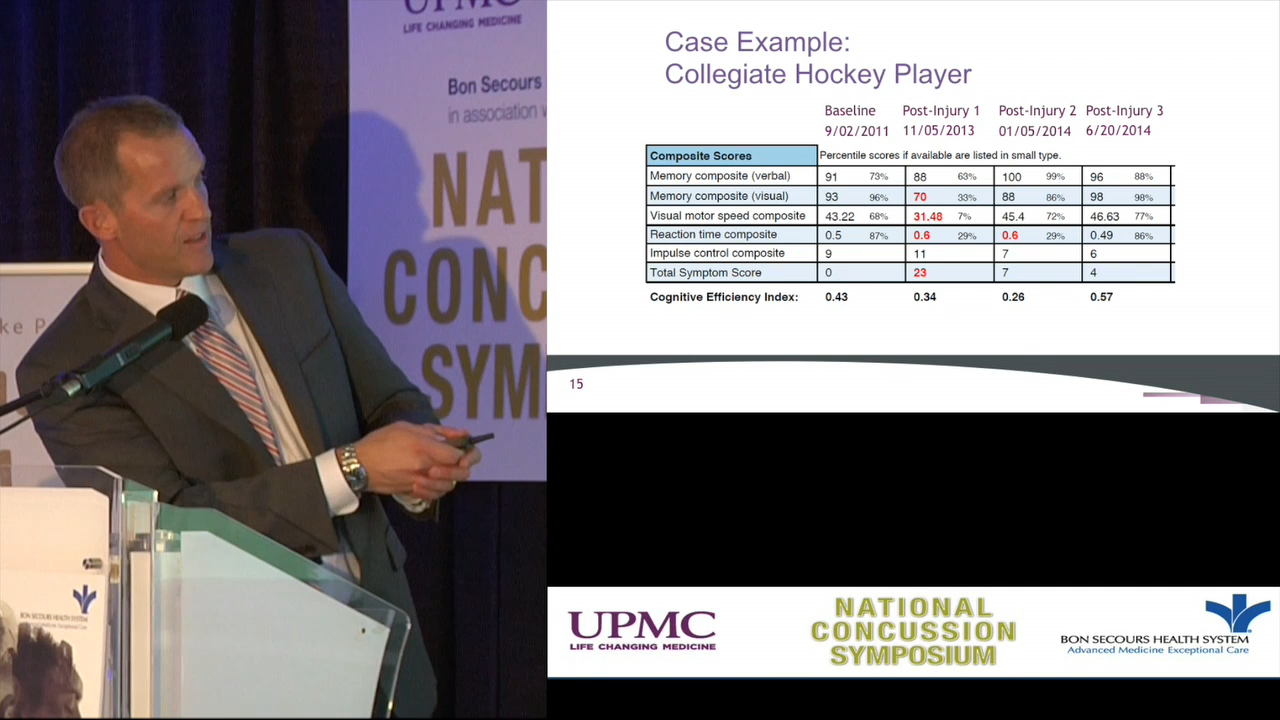 UPMC
LIFE CHANGING MEDICINE
Bon Secours
in association
NAT
CONC
SYM
ke P
BON SECOURS HEALTH SYSTEM
Case Example:
Collegiate Hockey Player
Baseline Post-Injury 1 Post-Injury 2 Post-Injury 3
9/02/2011 11/05/2013 01/05/2014 6/20/2014
Composite Scores Percentile scores if available are listed in small type.
Memory composite (verbal) 91 73% 88 63% 100 99% 96 88%
Memory composite (visual) 93 96% 70 33% 88 86% 98 98%
Visual motor speed composite 43.22 68% 31.48 7% 45.4 72% 46.63 77%
Reaction time composite 0.5 87% 0.6 29% 0.6 29% 0.49 86%
Impulse control composite 9 11 7 6
Total Symptom Score 0 23 7 4
Cognitive Efficiency Index: 0.43 0.34 0.26 0.57
15
UPMC
LIFE CHANGING MEDICINE
NATIONAL
CONCUSSION
SYMPOSIUM
BON SECOURS HEALTH SYSTEM
Advanced Medicine Exceptional Care